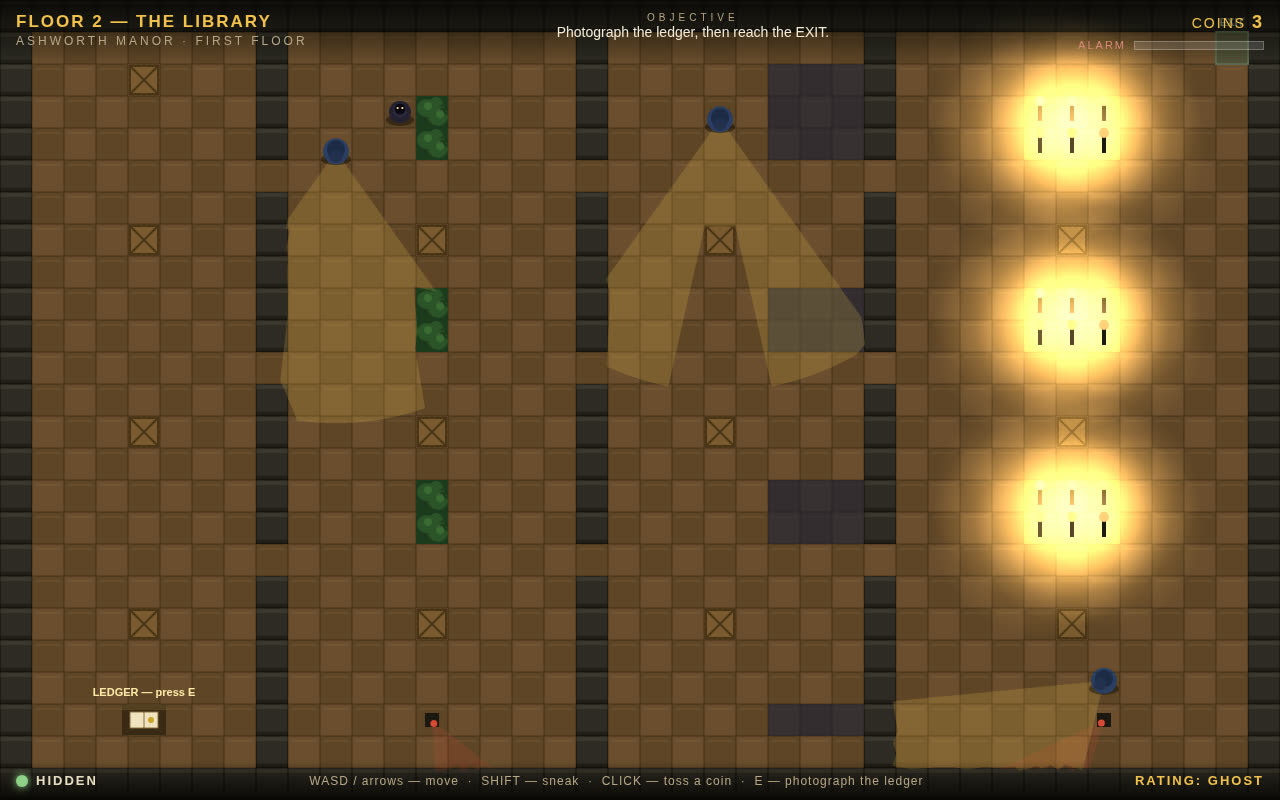 FLOOR 2 — THE LIBRARY
ASHWORTH MANOR · FIRST FLOOR
OBJECTIVE
Photograph the ledger, then reach the EXIT.
COINS 3
ALARM
LEDGER — press E
HIDDEN
WASD / arrows — move · SHIFT — sneak · CLICK — toss a coin · E — photograph the ledger
RATING: GHOST